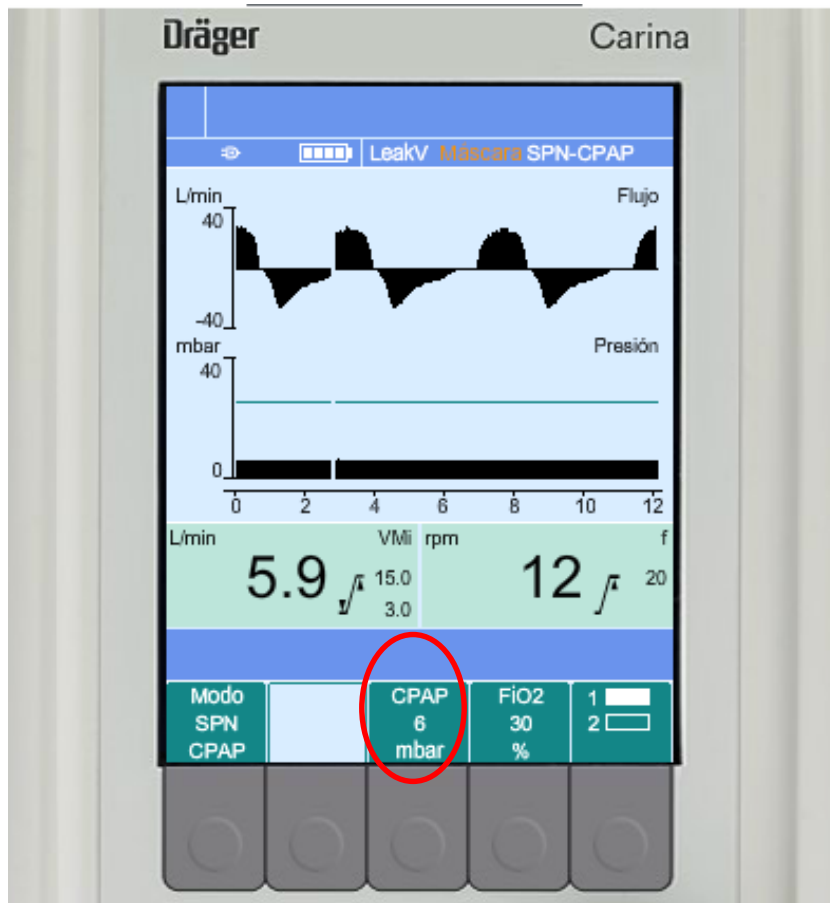 Dräger
Carina
LeakV Máscara SPN-CPAP
L/min
Flujo
40
-40
mbar
Presión
40
0
0 2 4 6 8 10 12
L/min VMi rpm f
5.9 15.0 3.0 12 20
Modo SPN CPAP
CPAP 6 mbar
FiO2 30 %
1
2